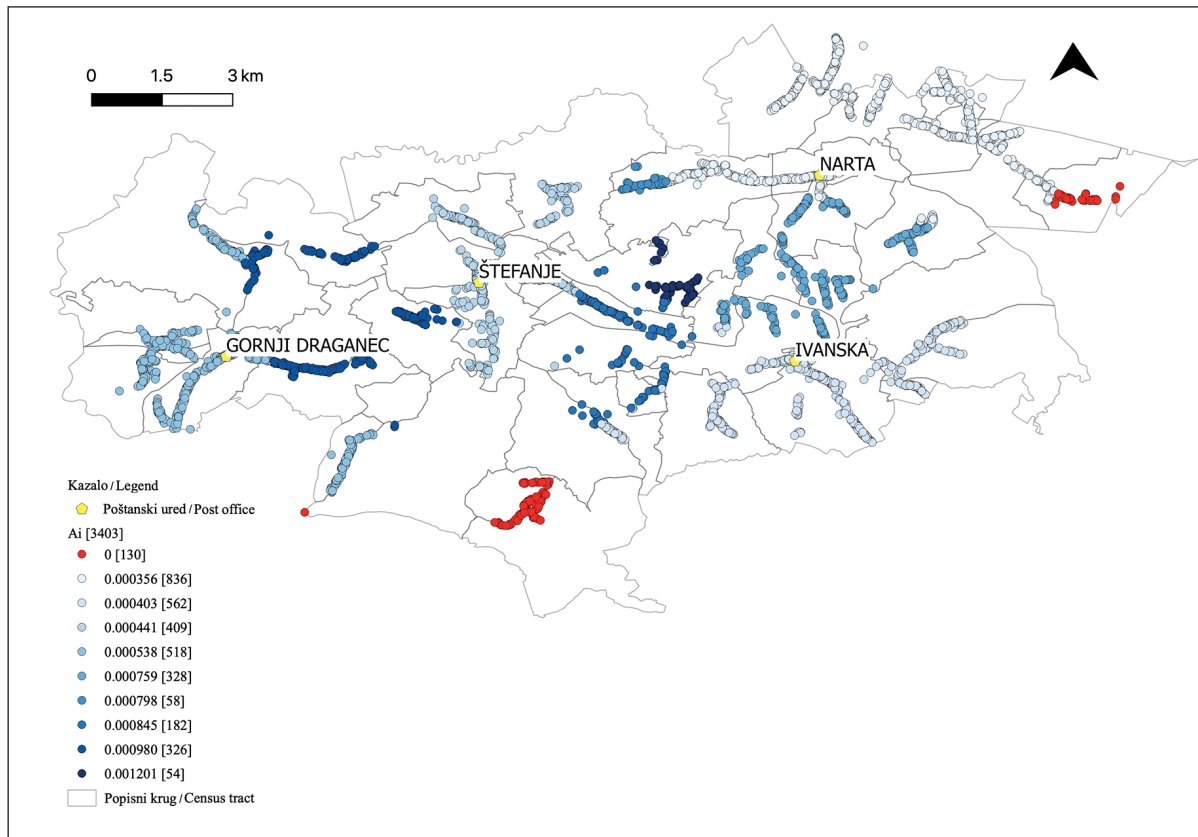 0 1.5 3 km
NARTA
ŠTEFANJE
GORNJI DRAGANEC
IVANSKA
Kazalo / Legend
Poštanski ured / Post office
Ai [3403]
0 [130]
0.000356 [836]
0.000403 [562]
0.000441 [409]
0.000538 [518]
0.000759 [328]
0.000798 [58]
0.000845 [182]
0.000980 [326]
0.001201 [54]
Popisni krug / Census tract